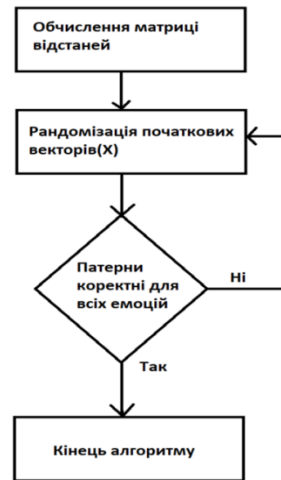 Обчислення матриці
відстаней
Рандомізація початкових
векторів(X)
Патерни
коректні для
всіх емоцій
Ні
Так
Кінець алгоритму